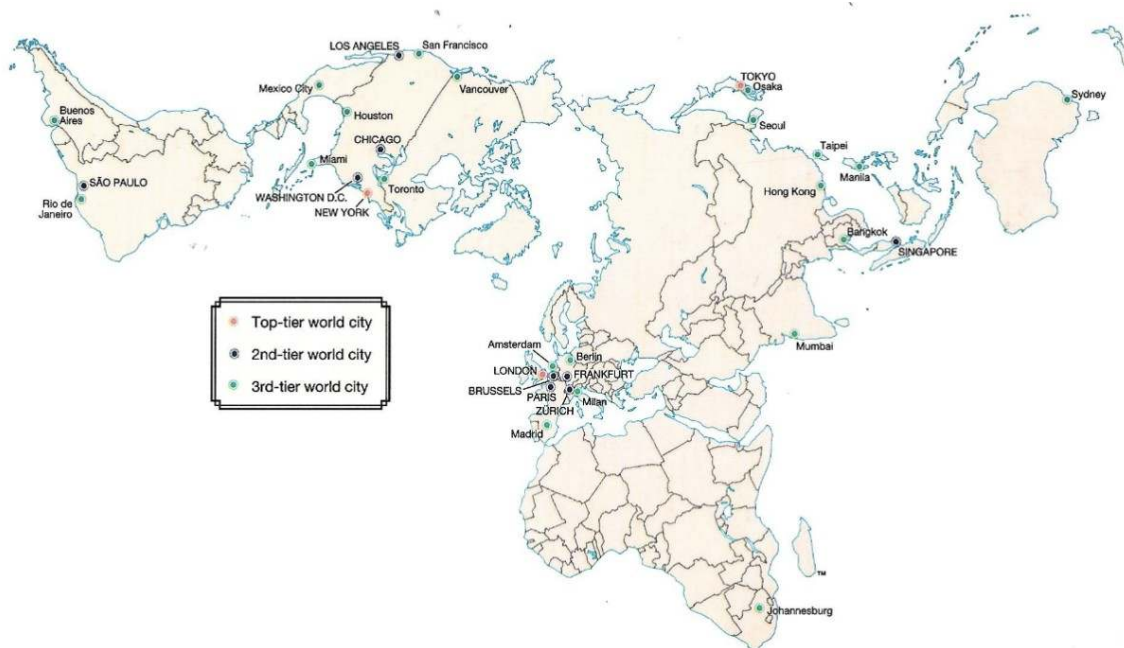 LOS ANGELES
San Francisco
Mexico City
Vancouver
TOKYO
Osaka
Sydney
Buenos
Aires
Houston
Seoul
CHICAGO
Miami
Taipei
Manila
SÃO PAULO
WASHINGTON D.C.
Toronto
Hong Kong
Rio de
Janeiro
NEW YORK
Bangkok
SINGAPORE
Top-tier world city
2nd-tier world city
3rd-tier world city
Mumbai
Amsterdam
Berlin
LONDON
FRANKFURT
BRUSSELS
PARIS
ZÜRICH
Milan
Madrid
TM
Johannesburg